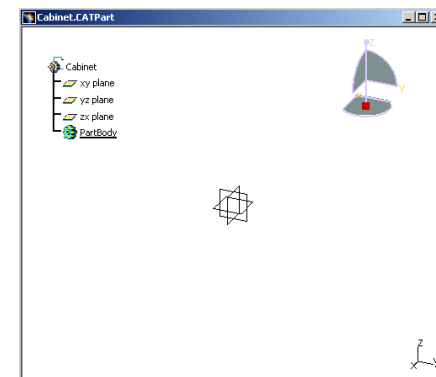 Cabinet.CATPart
Cabinet
xy plane
yz plane
zx plane
PartBody
z
y
z
x
y